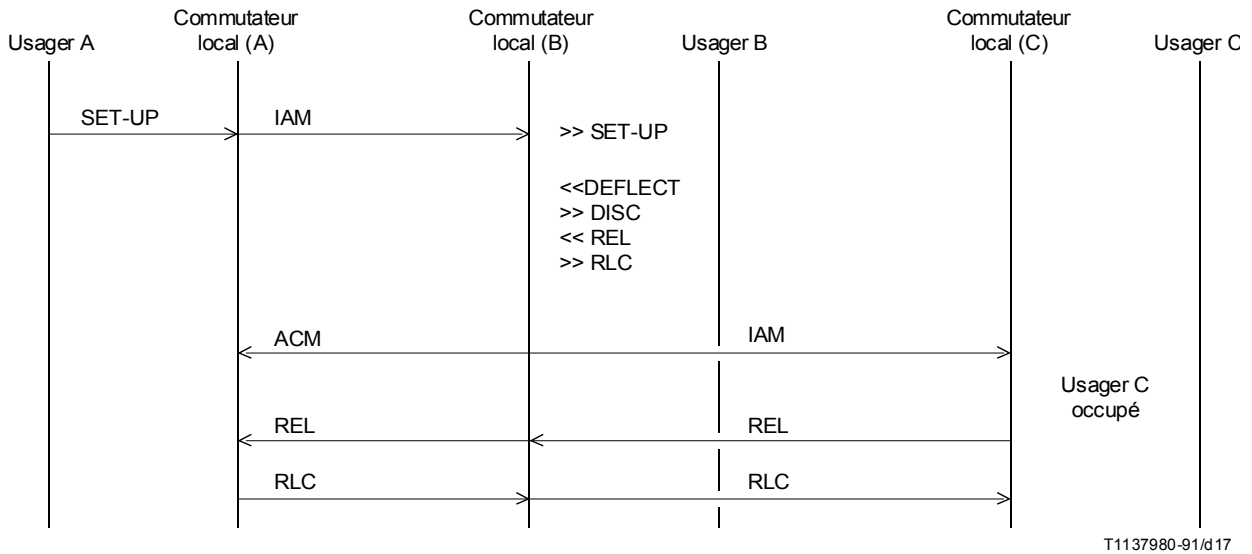 Usager A
Commutateur
local (A)
Commutateur
local (B)
Usager B
Commutateur
local (C)
Usager C
SET-UP
IAM
>> SET-UP
<<DEFLECT
>> DISC
<< REL
>> RLC
ACM
IAM
Usager C
occupé
REL
REL
RLC
RLC
T1137980-91/d17